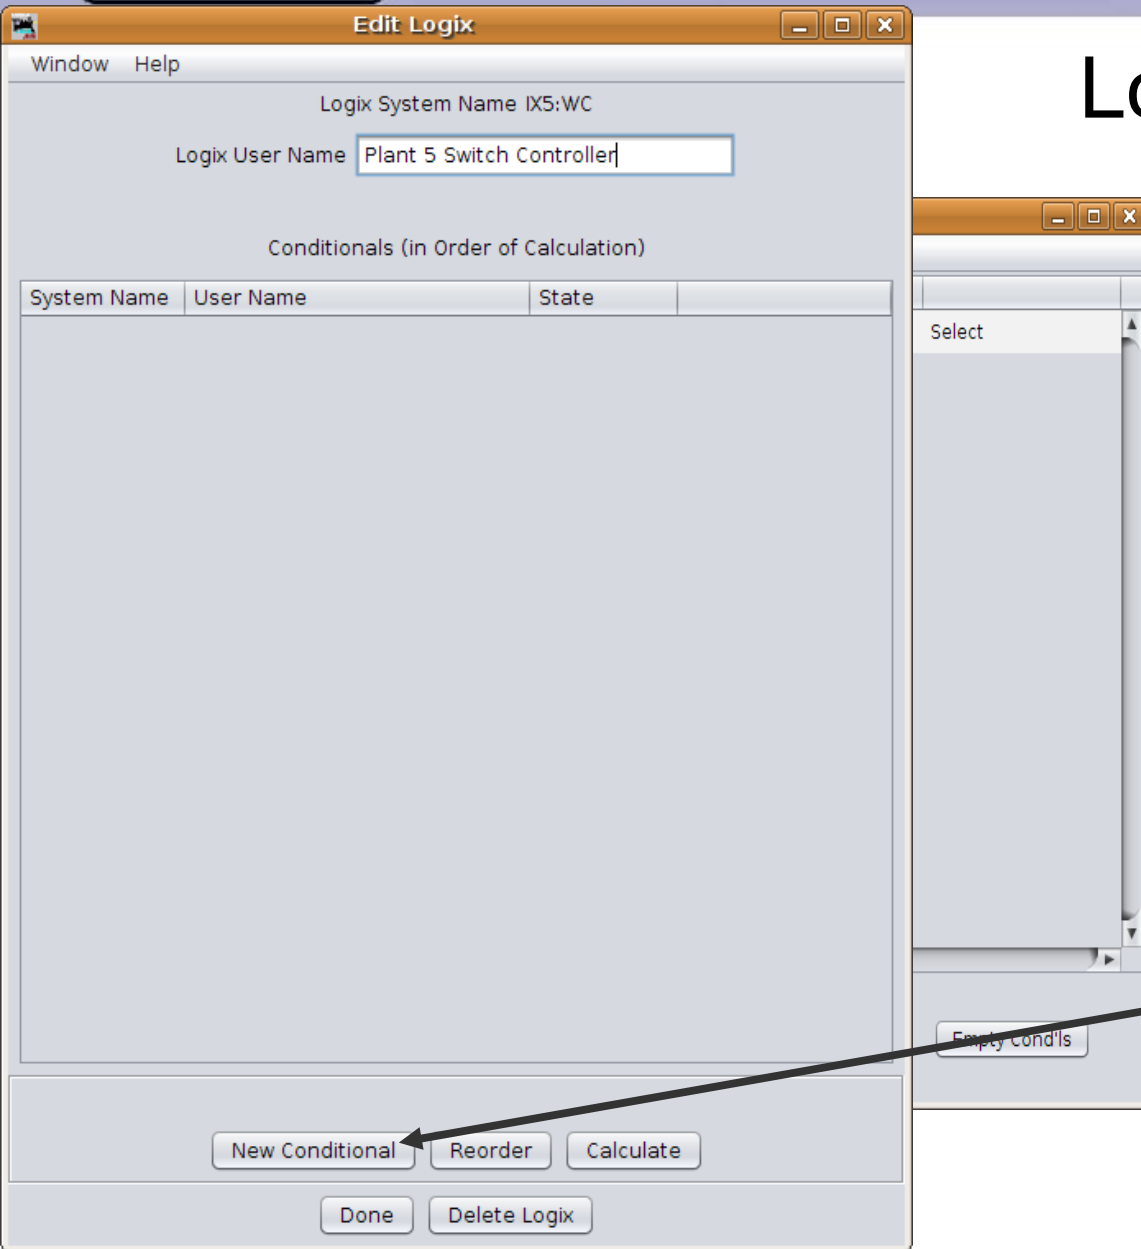 Edit Logix
Window Help
Logix System Name IX5:WC
Logix User Name Plant 5 Switch Controller
Conditionals (in Order of Calculation)
System Name User Name State
New Conditional Reorder Calculate
Done Delete Logix
Lo
Select
Empty Cond'ls